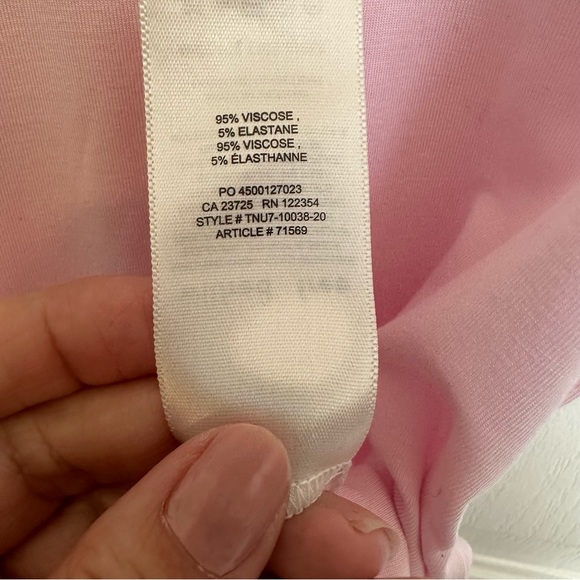 95% VISCOSE ,
5% ELASTANE
95% VISCOSE ,
5% ÉLASTHANNE
PO 4500127023
CA 23725 RN 122354
STYLE # TNU7-10038-20
ARTICLE # 71569